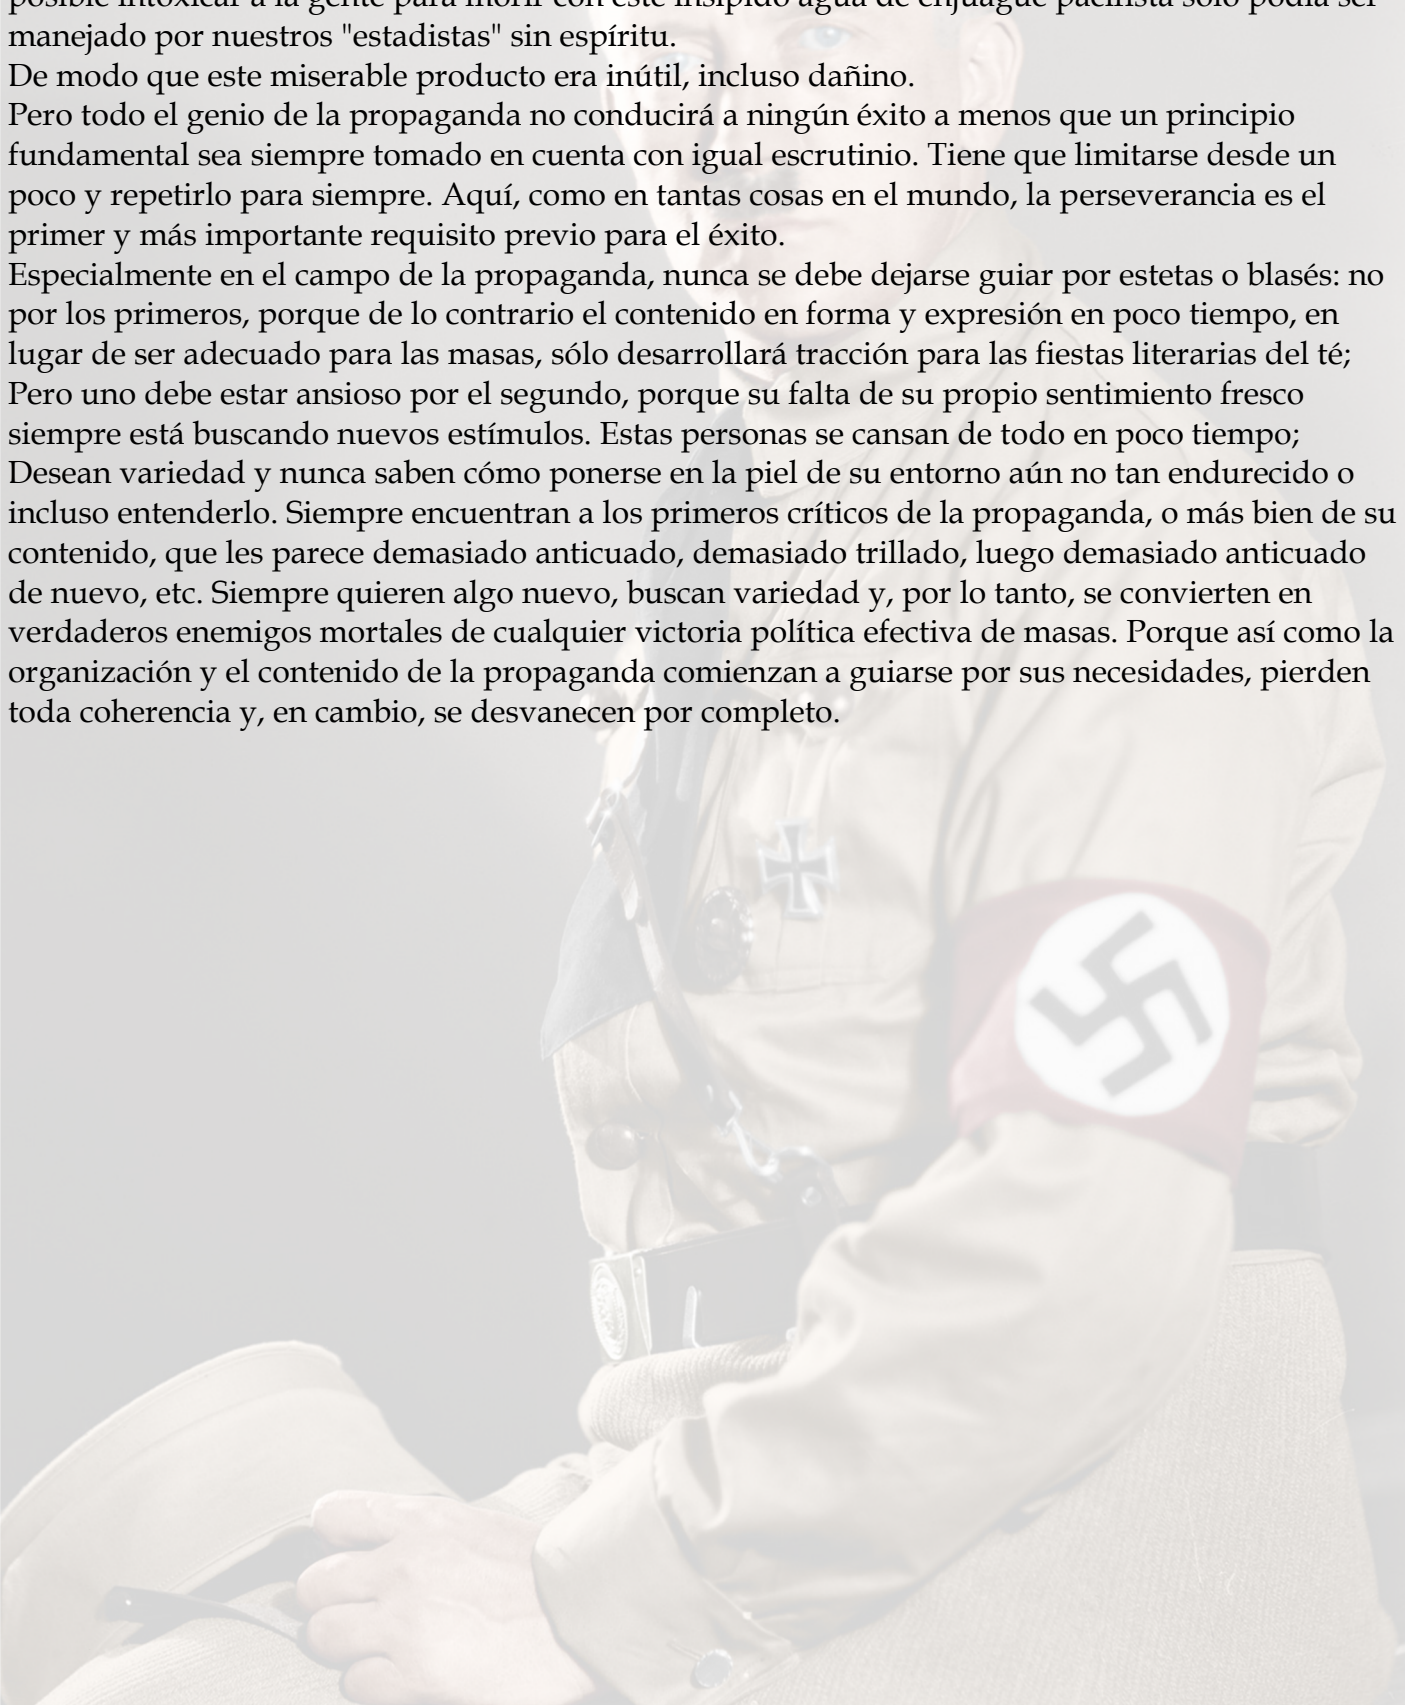 posible intoxicar a la gente para morir con este insípido agua de enjuague pacifista sólo podía ser
manejado por nuestros "estadistas" sin espíritu.
De modo que este miserable producto era inútil, incluso dañino.
Pero todo el genio de la propaganda no conducirá a ningún éxito a menos que un principio
fundamental sea siempre tomado en cuenta con igual escrutinio. Tiene que limitarse desde un
poco y repetirlo para siempre. Aquí, como en tantas cosas en el mundo, la perseverancia es el
primer y más importante requisito previo para el éxito.
Especialmente en el campo de la propaganda, nunca se debe dejarse guiar por estetas o blasés: no
por los primeros, porque de lo contrario el contenido en forma y expresión en poco tiempo, en
lugar de ser adecuado para las masas, sólo desarrollará tracción para las fiestas literarias del té;
Pero uno debe estar ansioso por el segundo, porque su falta de su propio sentimiento fresco
siempre está buscando nuevos estímulos. Estas personas se cansan de todo en poco tiempo;
Desean variedad y nunca saben cómo ponerse en la piel de su entorno aún no tan endurecido o
incluso entenderlo. Siempre encuentran a los primeros críticos de la propaganda, o más bien de su
contenido, que les parece demasiado anticuado, demasiado trillado, luego demasiado anticuado
de nuevo, etc. Siempre quieren algo nuevo, buscan variedad y, por lo tanto, se convierten en
verdaderos enemigos mortales de cualquier victoria política efectiva de masas. Porque así como la
organización y el contenido de la propaganda comienzan a guiarse por sus necesidades, pierden
toda coherencia y, en cambio, se desvanecen por completo.